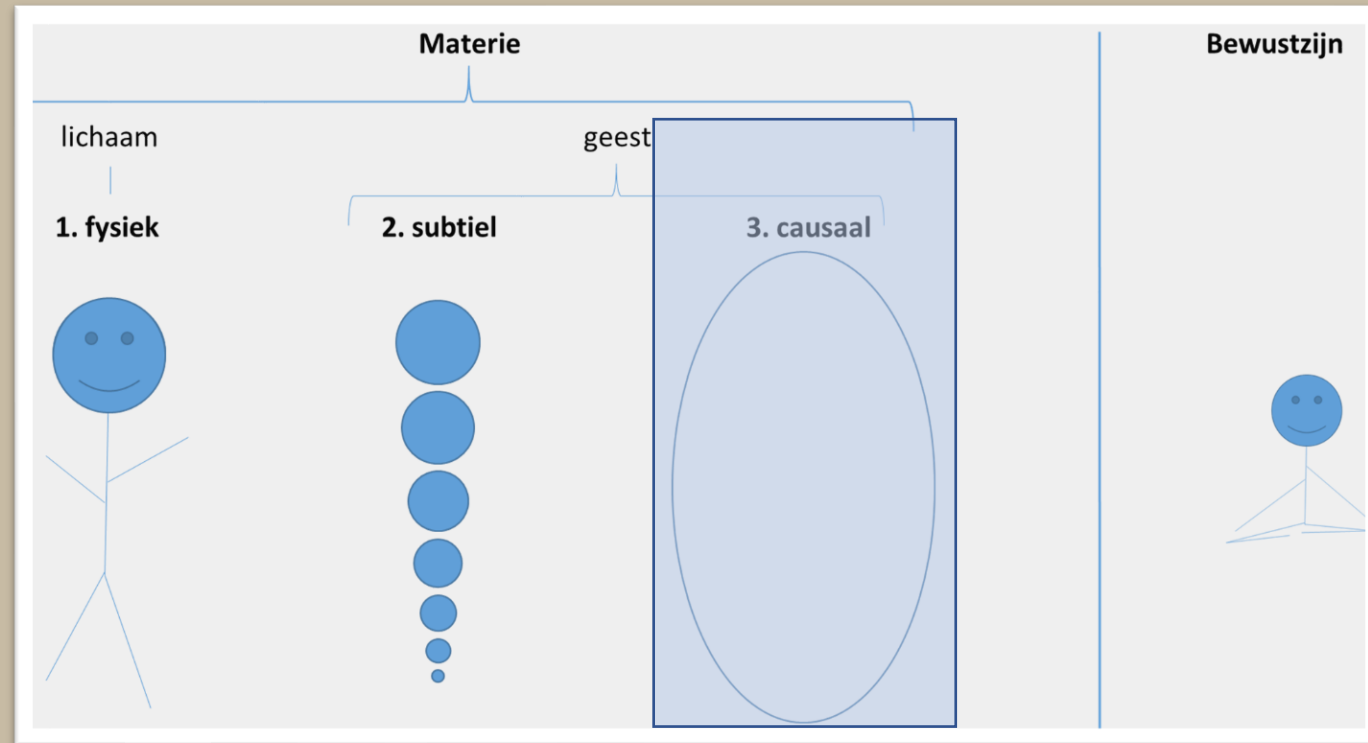 Materie
Bewustzijn
lichaam
geest
1. fysiek
2. subtiel
3. causaal